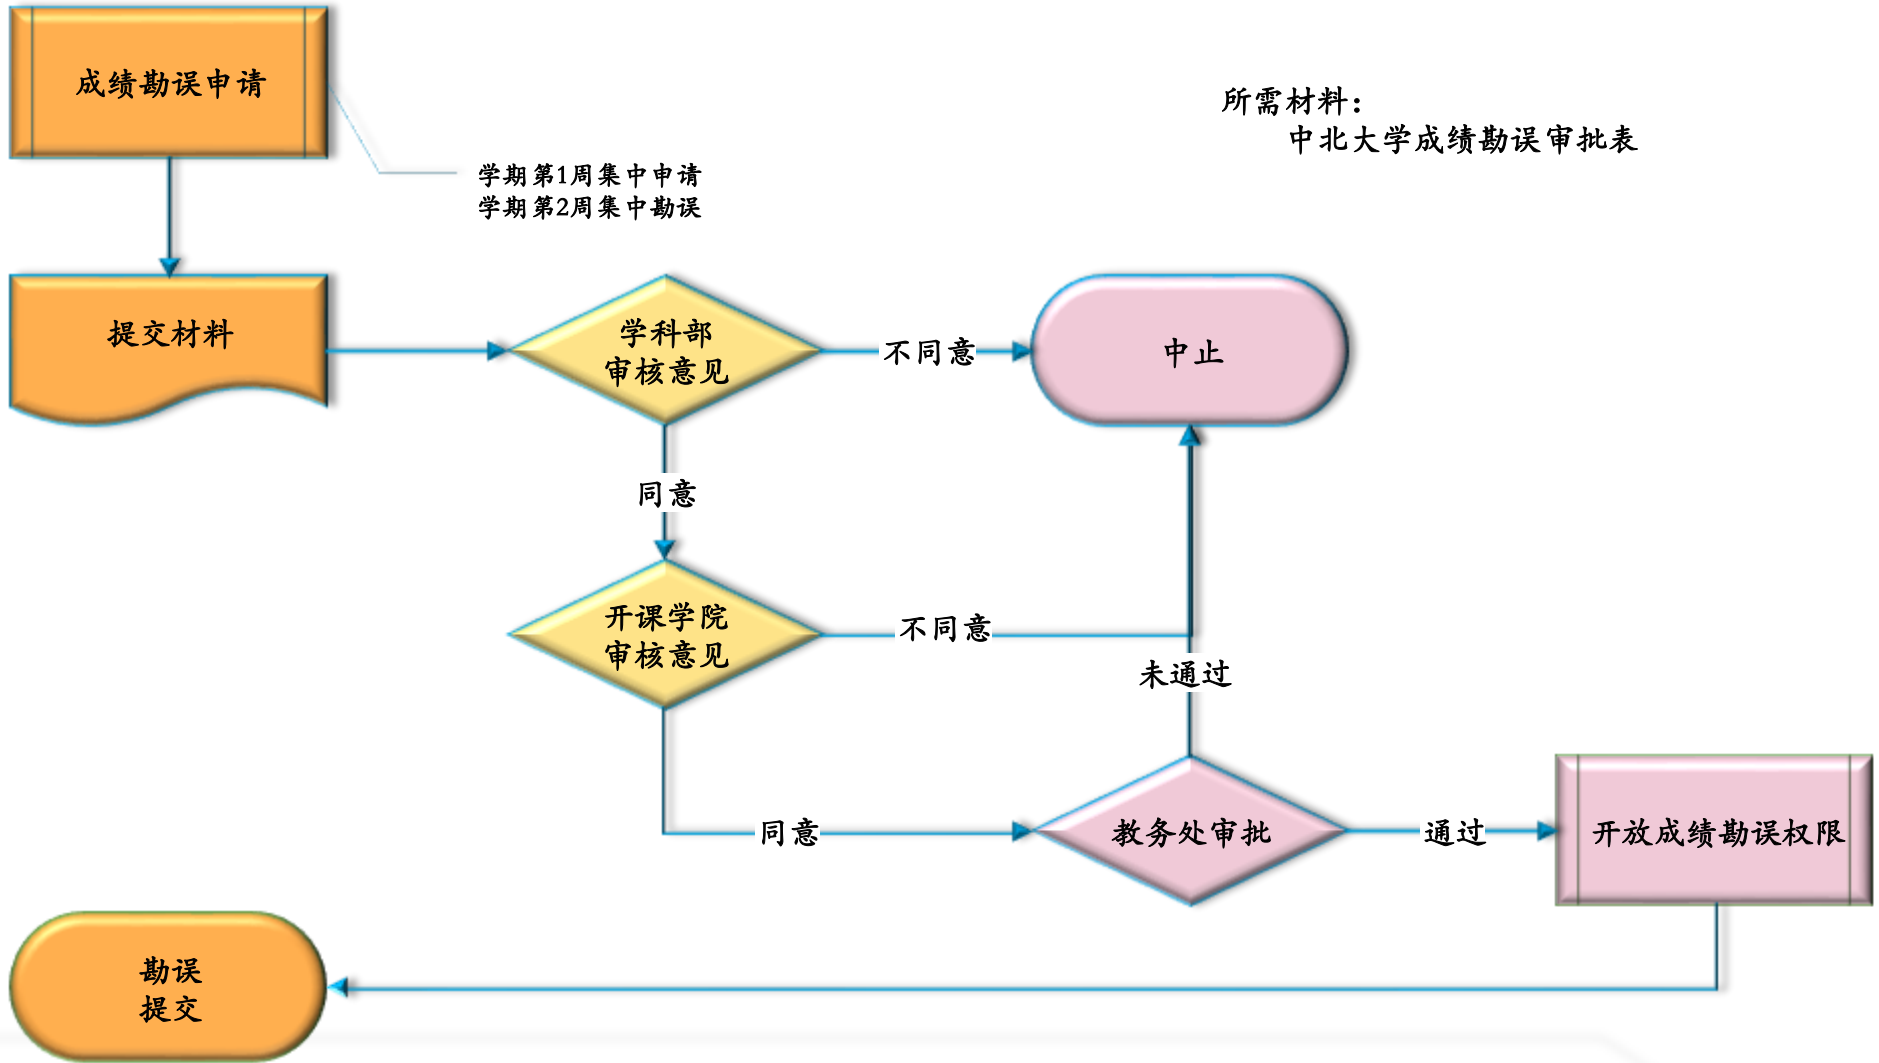 成绩勘误申请
所需材料：
中北大学成绩勘误审批表
学期第1周集中申请
学期第2周集中勘误
提交材料
学科部
审核意见
不同意
中止
同意
开课学院
审核意见
不同意
未通过
同意
教务处审批
通过
开放成绩勘误权限
勘误
提交